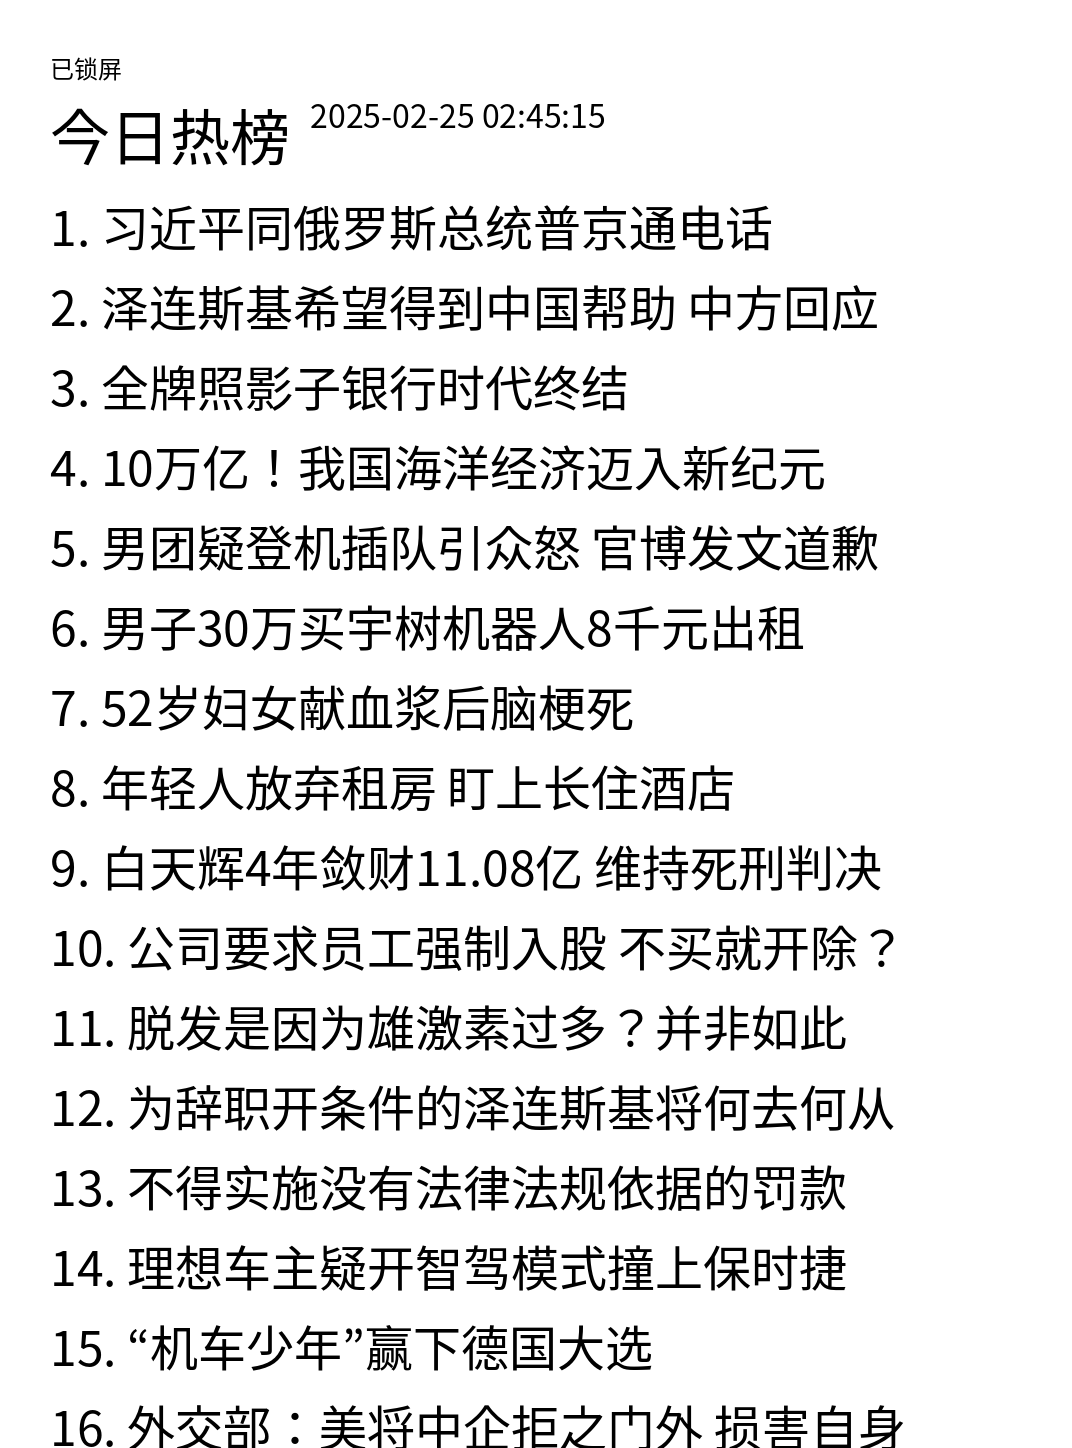 已锁屏
今日热榜 2025-02-25 02:45:15
1. 习近平同俄罗斯总统普京通电话
2. 泽连斯基希望得到中国帮助 中方回应
3. 全牌照影子银行时代终结
4. 10万亿！我国海洋经济迈入新纪元
5. 男团疑登机插队引众怒 官博发文道歉
6. 男子30万买宇树机器人8千元出租
7. 52岁妇女献血浆后脑梗死
8. 年轻人放弃租房 盯上长住酒店
9. 白天辉4年敛财11.08亿 维持死刑判决
10. 公司要求员工强制入股 不买就开除？
11. 脱发是因为雄激素过多？并非如此
12. 为辞职开条件的泽连斯基将何去何从
13. 不得实施没有法律法规依据的罚款
14. 理想车主疑开智驾模式撞上保时捷
15. “机车少年”赢下德国大选
16. 外交部：美将中企拒之门外 损害自身